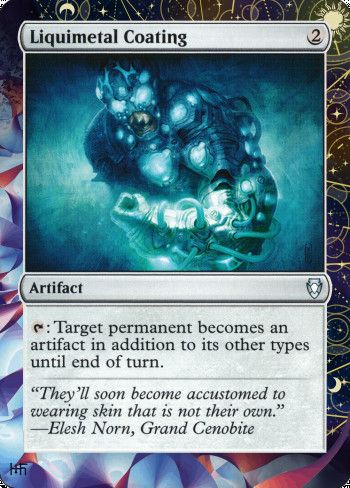 Liquimetal Coating 2
Artifact
: Target permanent becomes an
artifact in addition to its other types
until end of turn.
“They’ll soon become accustomed to
wearing skin that is not their own.”
—Elesh Norn, Grand Cenobite